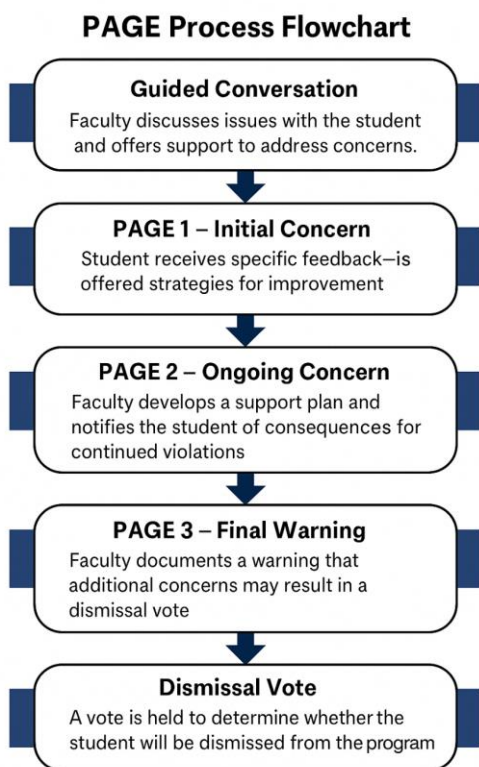 PAGE Process Flowchart
Guided Conversation
Faculty discusses issues with the student
and offers support to address concerns.
PAGE 1 – Initial Concern
Student receives specific feedback—is
offered strategies for improvement
PAGE 2 – Ongoing Concern
Faculty develops a support plan and
notifies the student of consequences for
continued violations
PAGE 3 – Final Warning
Faculty documents a warning that
additional concerns may result in a
dismissal vote
Dismissal Vote
A vote is held to determine whether the
student will be dismissed from the program